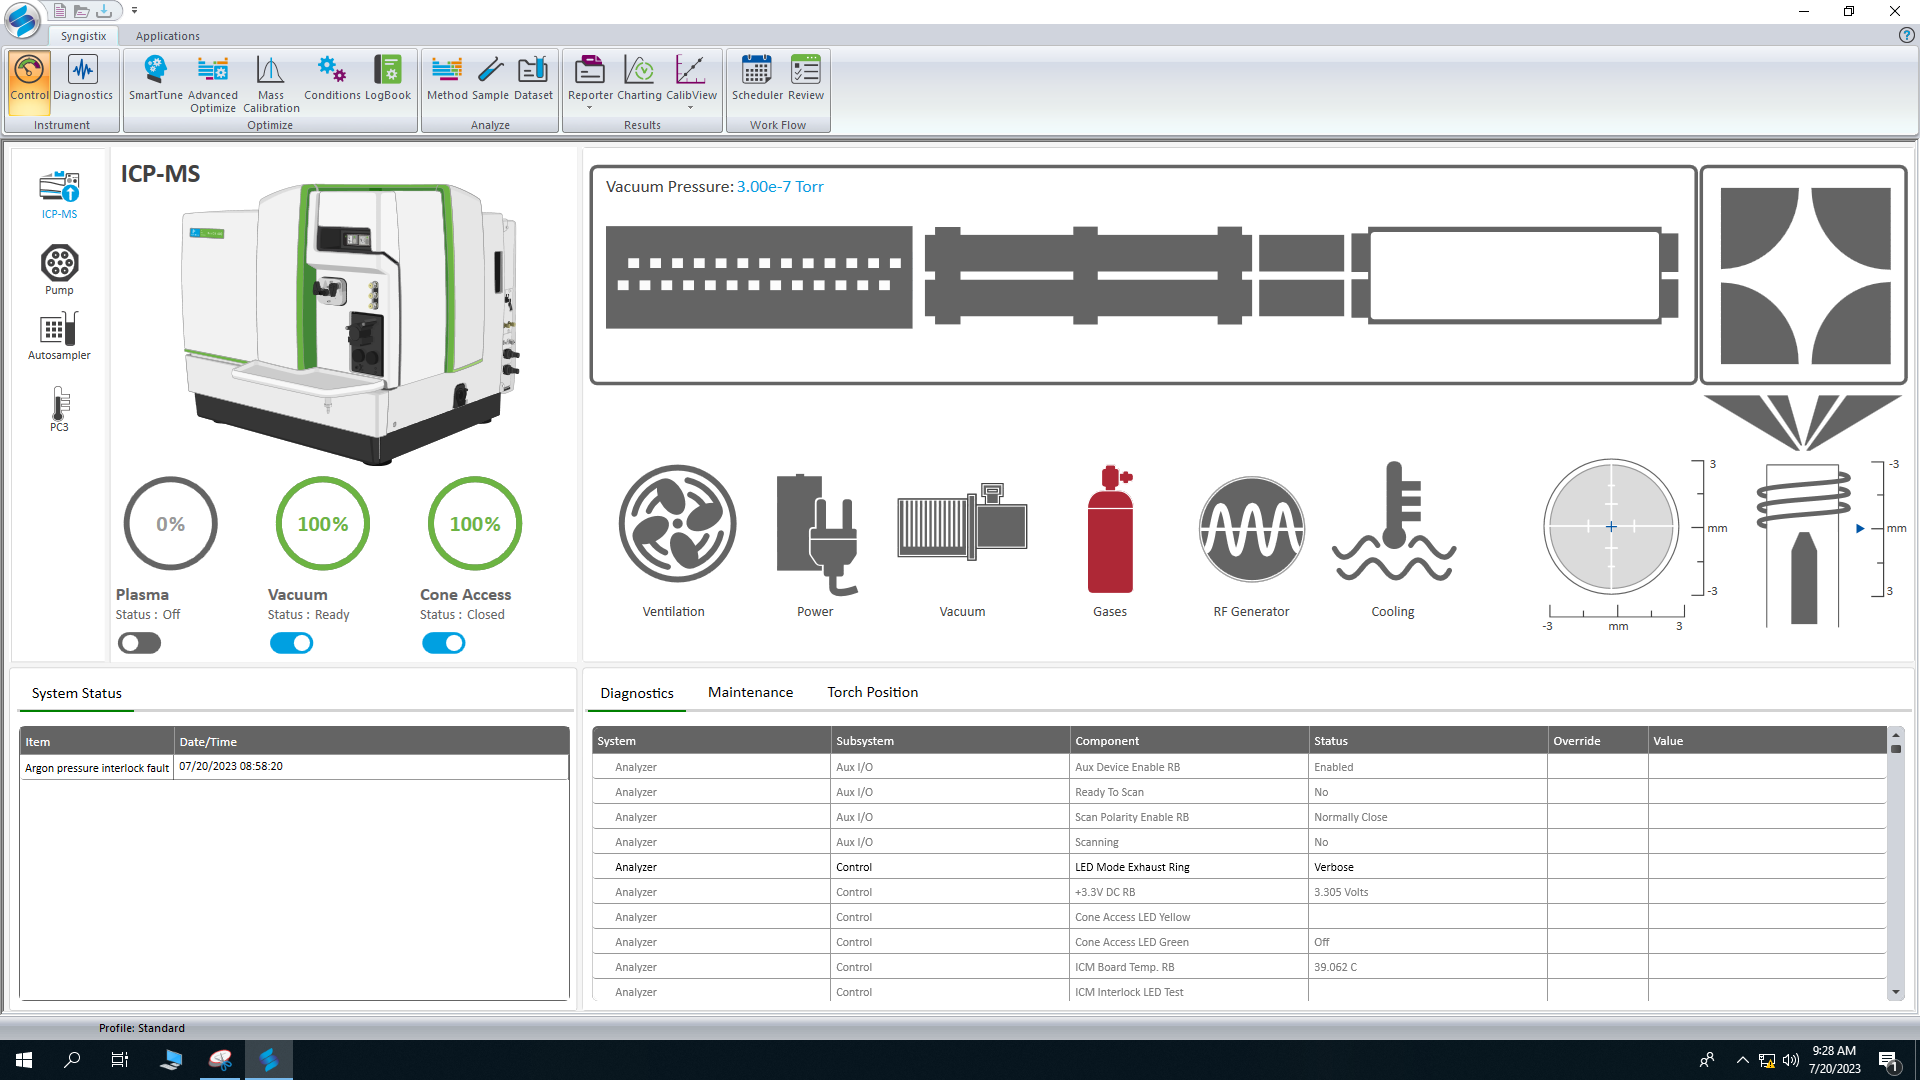 Syngistix
Applications
Control
Diagnostics
Instrument
SmartTune
Advanced Optimize
Mass Calibration
Conditions
LogBook
Optimize
Method
Sample
Dataset
Analyze
Reporter
Charting
CalibView
Results
Scheduler
Review
Work Flow
ICP-MS
Pump
Autosampler
PC3
ICP-MS
0%
100%
100%
Plasma
Status : Off
Vacuum
Status : Ready
Cone Access
Status : Closed
Vacuum Pressure: 3.00e-7 Torr
Ventilation
Power
Vacuum
Gases
RF Generator
Cooling
3
mm
-3
-3
mm
3
-3
mm
3
System Status
Item Date/Time
Argon pressure interlock fault 07/20/2023 08:58:20
Diagnostics
Maintenance
Torch Position
System Subsystem Component Status Override Value
Analyzer Aux I/O Aux Device Enable RB Enabled
Analyzer Aux I/O Ready To Scan No
Analyzer Aux I/O Scan Polarity Enable RB Normally Close
Analyzer Aux I/O Scanning No
Analyzer Control LED Mode Exhaust Ring Verbose
Analyzer Control +3.3V DC RB 3.305 Volts
Analyzer Control Cone Access LED Yellow
Analyzer Control Cone Access LED Green Off
Analyzer Control ICM Board Temp. RB 39.062 C
Analyzer Control ICM Interlock LED Test
Profile: Standard
9:28 AM
7/20/2023
1